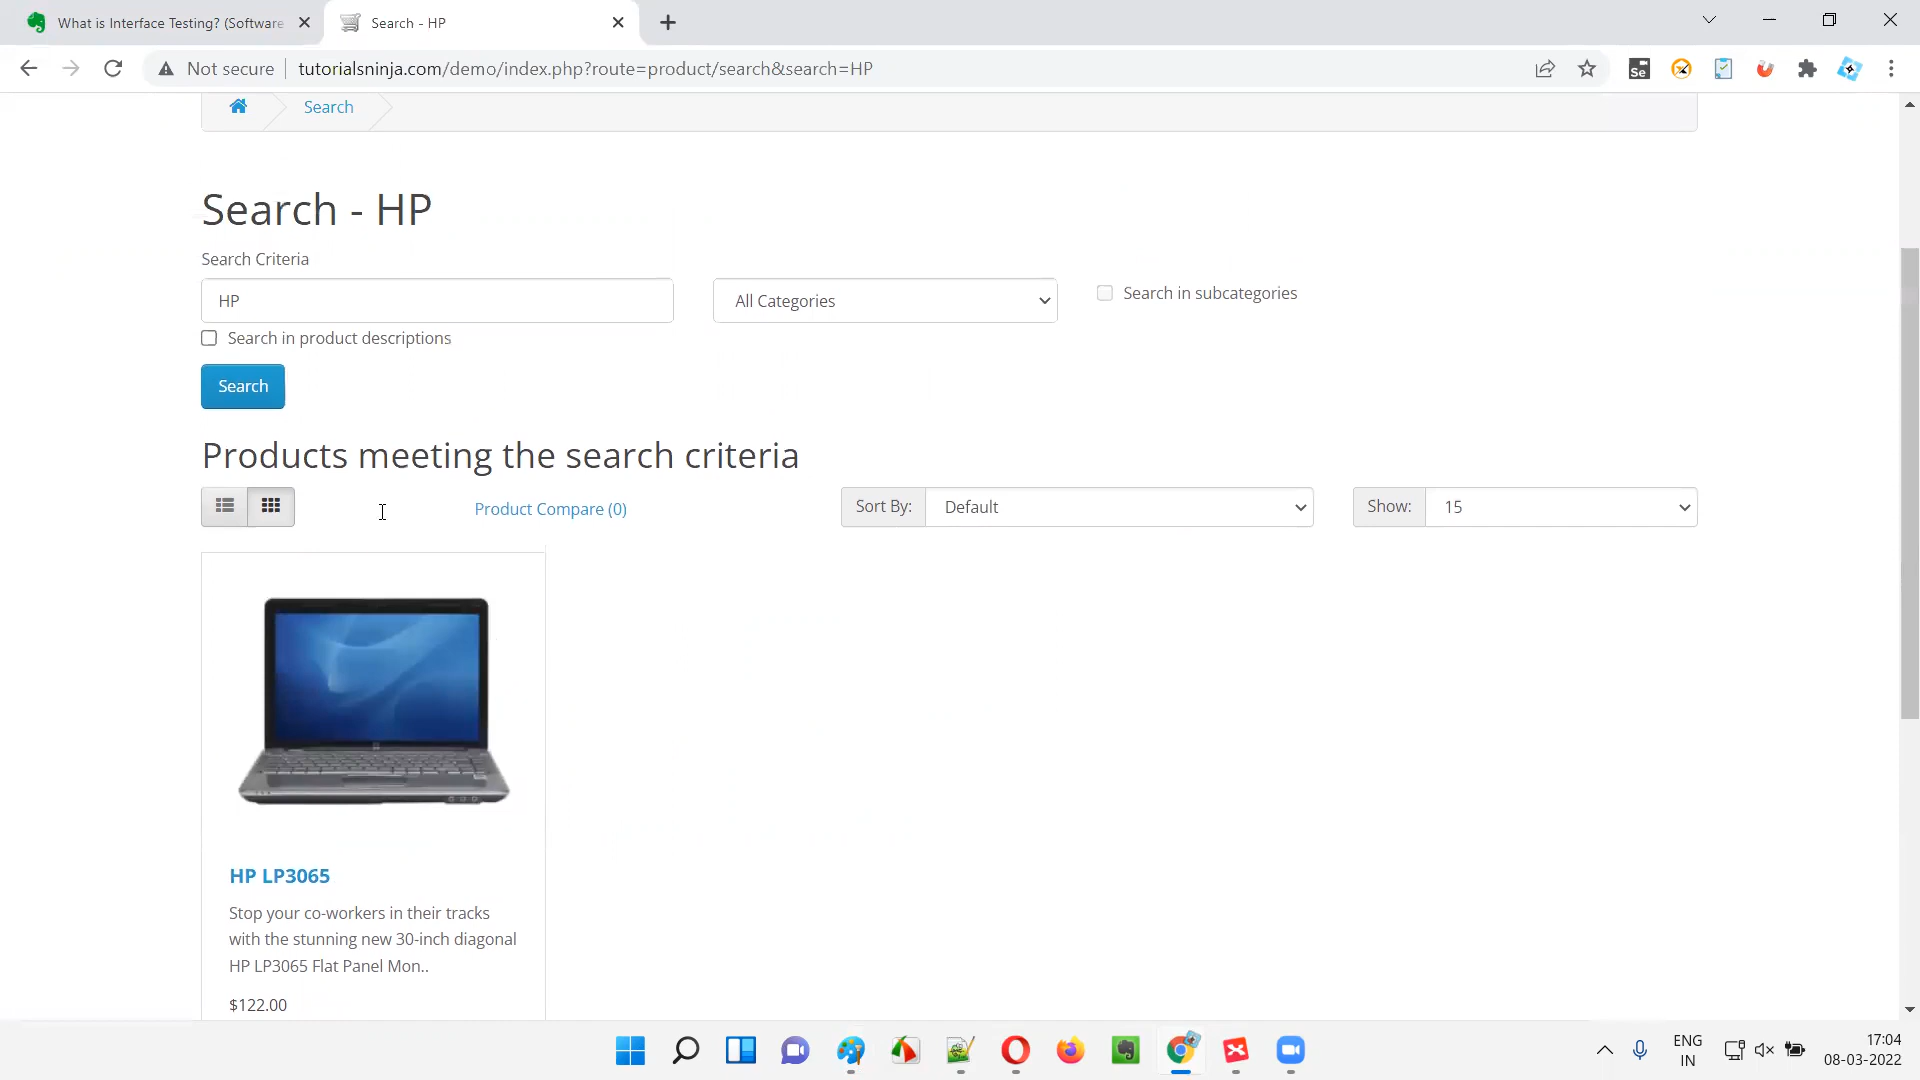 What is Interface Testing? (Software
Search - HP
Not secure
tutorialsninja.com/demo/index.php?route=product/search&search=HP
Search
Search - HP
Search Criteria
HP
All Categories
Search in subcategories
Search in product descriptions
Search
Products meeting the search criteria
Product Compare (0)
Sort By:
Default
Show:
15
HP LP3065
Stop your co-workers in their tracks
with the stunning new 30-inch diagonal
HP LP3065 Flat Panel Mon..
$122.00
ENG
IN
17:04
08-03-2022